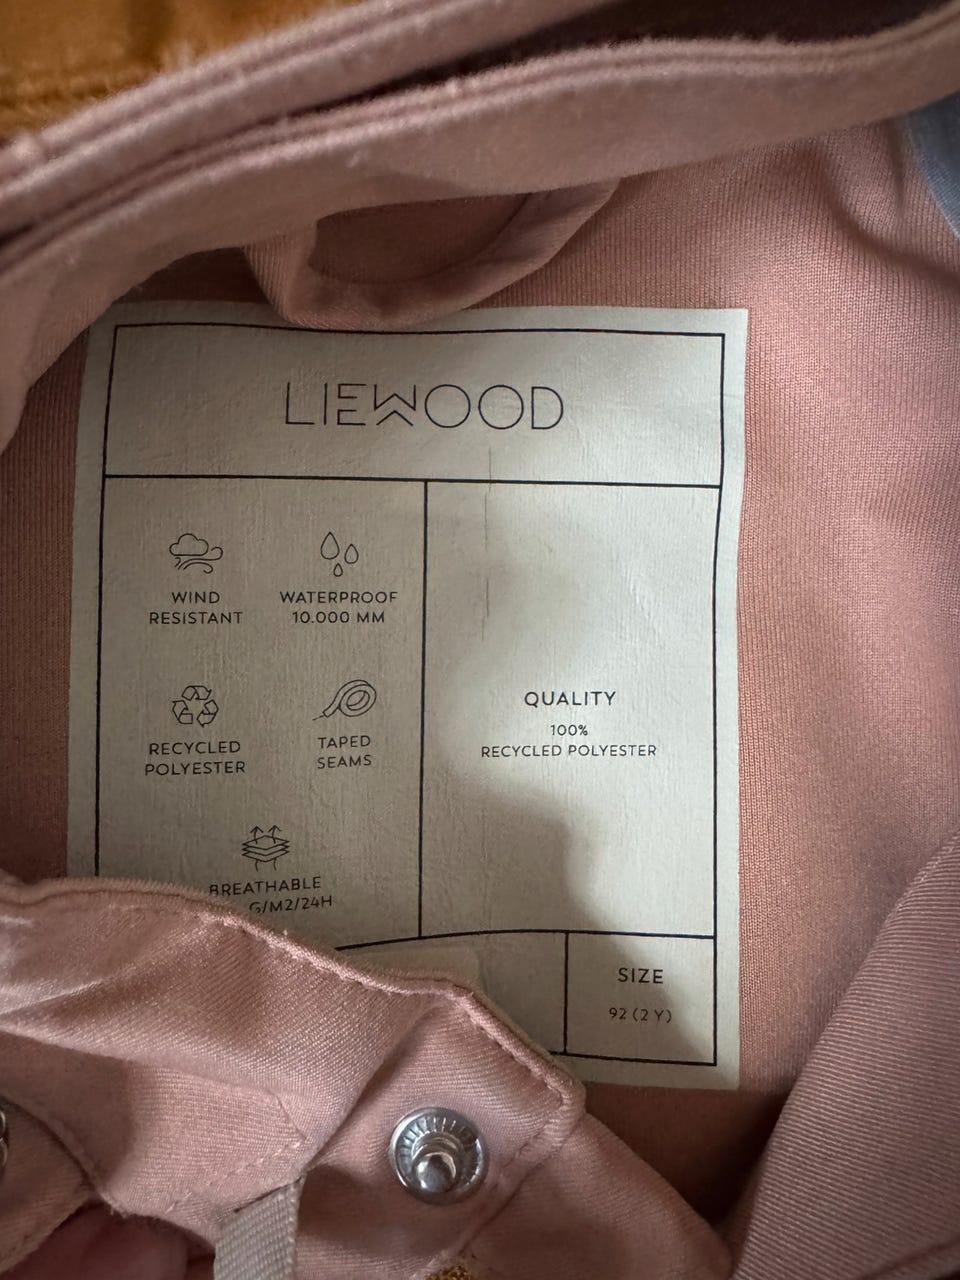 LIEWOOD
WIND
RESISTANT
WATERPROOF
10.000 MM
RECYCLED
POLYESTER
TAPED
SEAMS
BREATHABLE
G/M2/24H
QUALITY
100%
RECYCLED POLYESTER
SIZE
92 (2 Y)